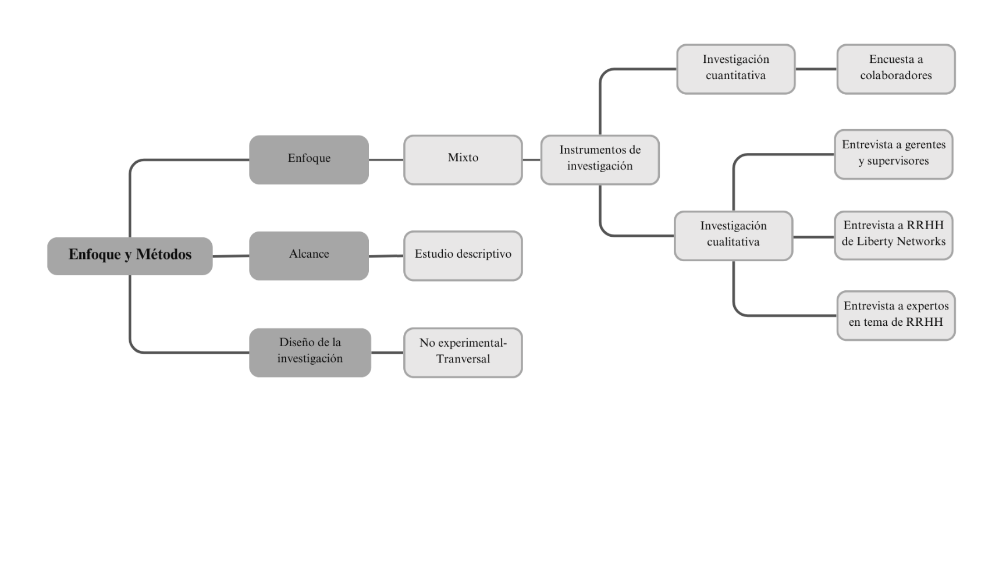 Investigación
cuantitativa
Encuesta a
colaboradores
Enfoque
Mixto
Instrumentos de
investigación
Entrevista a gerentes
y supervisores
Enfoque y Métodos
Alcance
Estudio descriptivo
Investigación
cualitativa
Entrevista a RRHH
de Liberty Networks
Diseño de la
investigación
No experimental-
Tranversal
Entrevista a expertos
en tema de RRHH